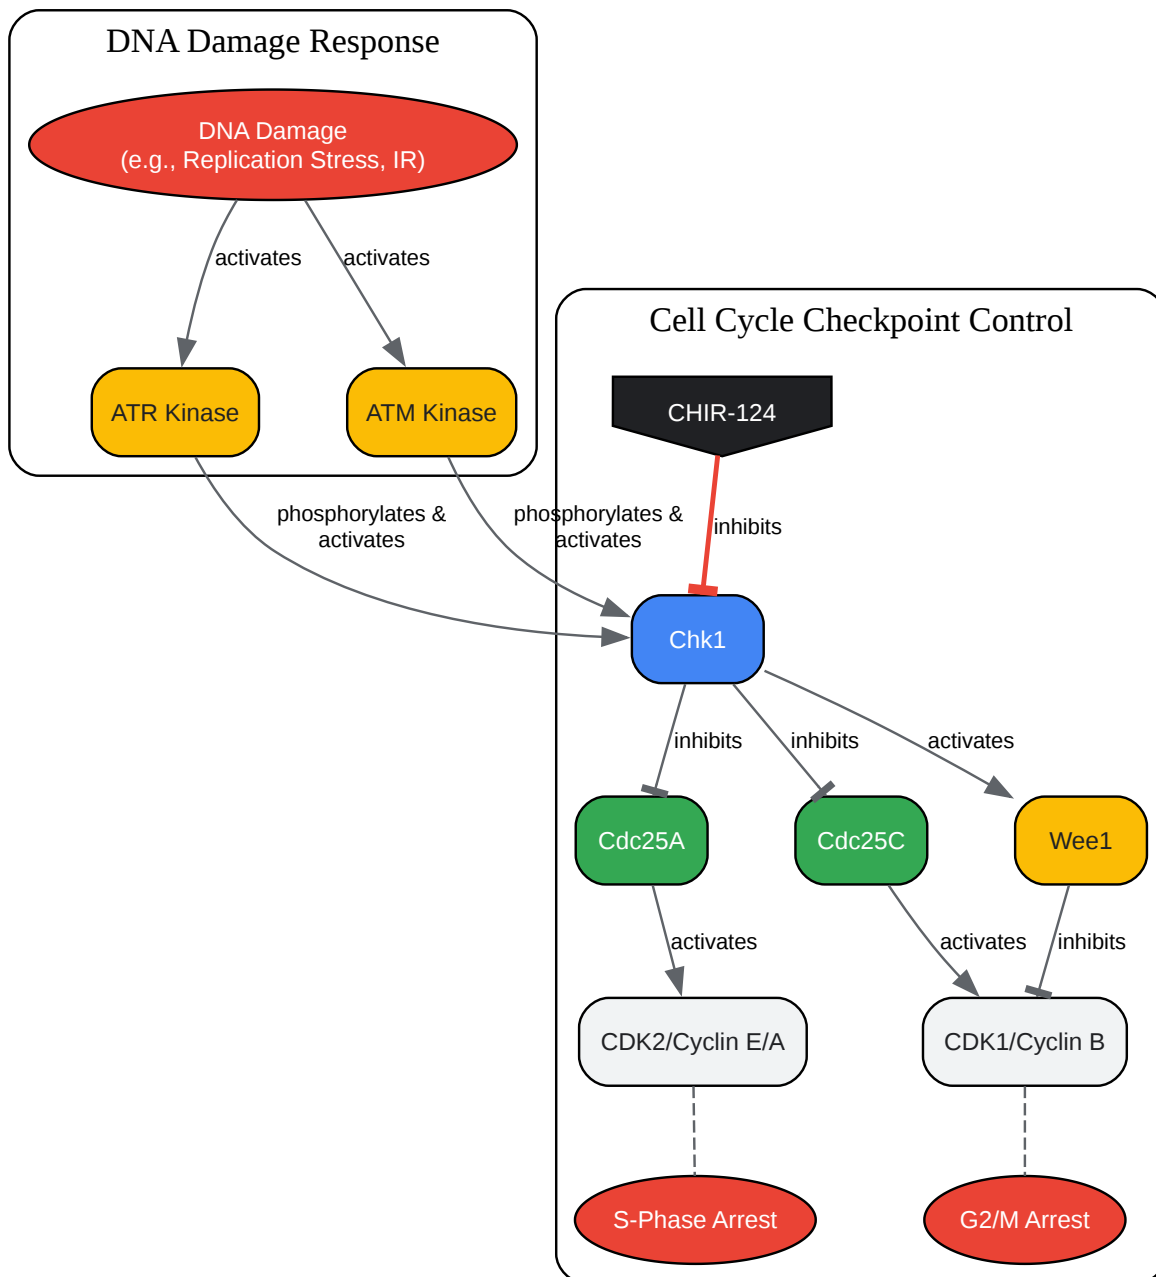 DNA Damage Response
DNA Damage
(e.g., Replication Stress, IR)
activates
activates
ATR Kinase
ATM Kinase
Cell Cycle Checkpoint Control
CHIR-124
phosphorylates &
activates
phosphorylates &
activates
inhibits
Chk1
inhibits
inhibits
activates
Cdc25A
Cdc25C
Wee1
activates
activates
inhibits
CDK2/Cyclin E/A
CDK1/Cyclin B
S-Phase Arrest
G2/M Arrest